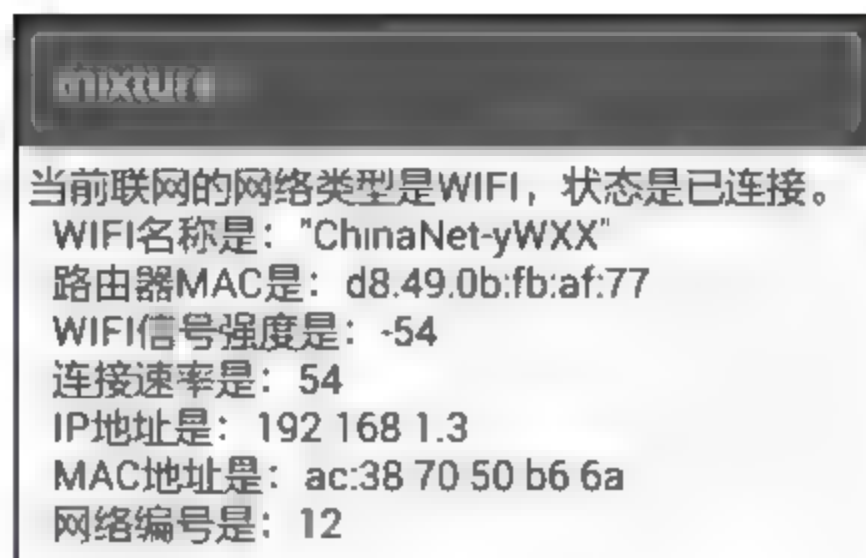 mixture
当前联网的网络类型是WIFI，状态是已连接。
WIFI名称是："ChinaNet-yWXX"
路由器MAC是：d8.49.0b:fb:af:77
WIFI信号强度是：-54
连接速率是：54
IP地址是：192 168 1.3
MAC地址是：ac:38 70 50 b6 6a
网络编号是：12